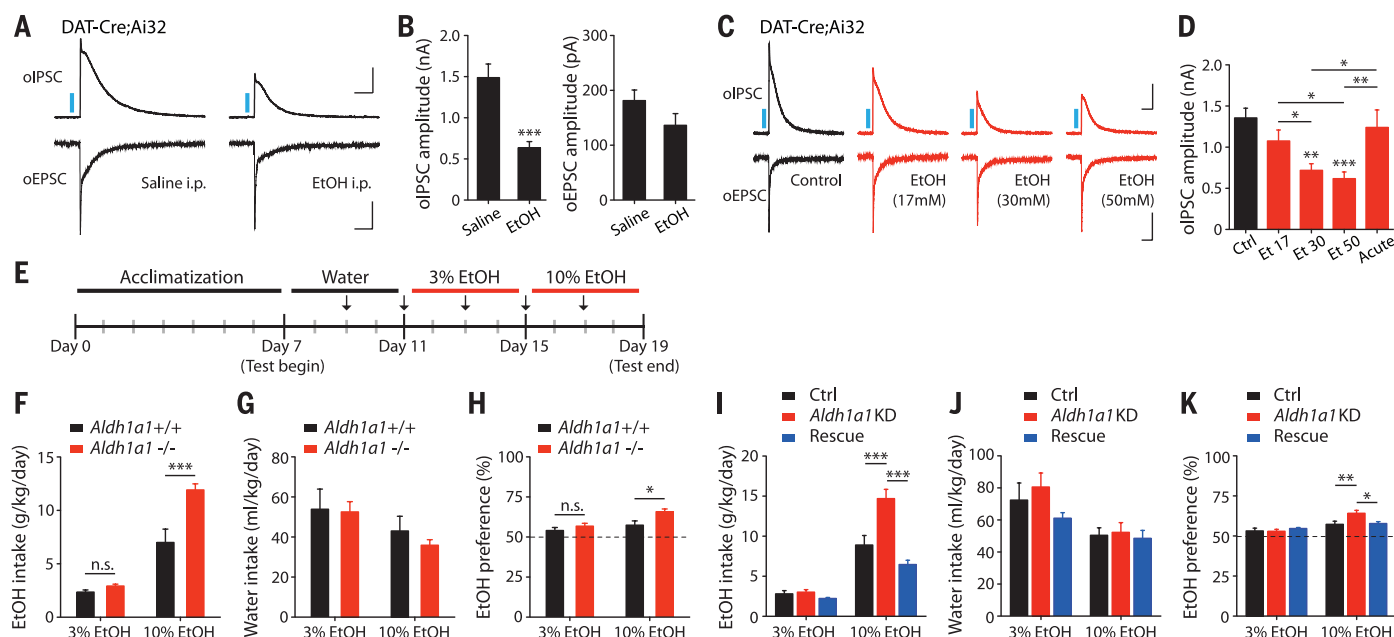 A
DAT-Cre;Ai32
oIPSC
oEPSC
Saline i.p.
EtOH i.p.
B
oIPSC amplitude (nA)
2.0
1.5
1.0
0.5
0
***
Saline
EtOH
oEPSC amplitude (pA)
300
200
100
0
Saline
EtOH
C
DAT-Cre;Ai32
oIPSC
oEPSC
Control
EtOH
(17mM)
EtOH
(30mM)
EtOH
(50mM)
D
oIPSC amplitude (nA)
2.0
1.5
1.0
0.5
0
*
**
*
*
**
***
Ctrl
Et 17
Et 30
Et 50
Acute
E
Acclimatization
Water
3% EtOH
10% EtOH
Day 0
Day 7
(Test begin)
Day 11
Day 15
Day 19
(Test end)
F
Aldh1a1+/+
Aldh1a1 -/-
EtOH intake (g/kg/day)
15
10
5
0
n.s.
***
3% EtOH
10% EtOH
G
Water intake (ml/kg/day)
80
60
40
20
0
3% EtOH
10% EtOH
H
Aldh1a1+/+
Aldh1a1 -/-
EtOH preference (%)
100
75
50
25
0
n.s.
*
3% EtOH
10% EtOH
I
Ctrl
Aldh1a1 KD
Rescue
EtOH intake (g/kg/day)
20
15
10
5
0
***
***
3% EtOH
10% EtOH
J
Ctrl
Aldh1a1 KD
Rescue
Water intake (ml/kg/day)
100
80
60
40
20
0
3% EtOH
10% EtOH
K
Ctrl
Aldh1a1 KD
Rescue
EtOH preference (%)
100
75
50
25
0
**
*
3% EtOH
10% EtOH